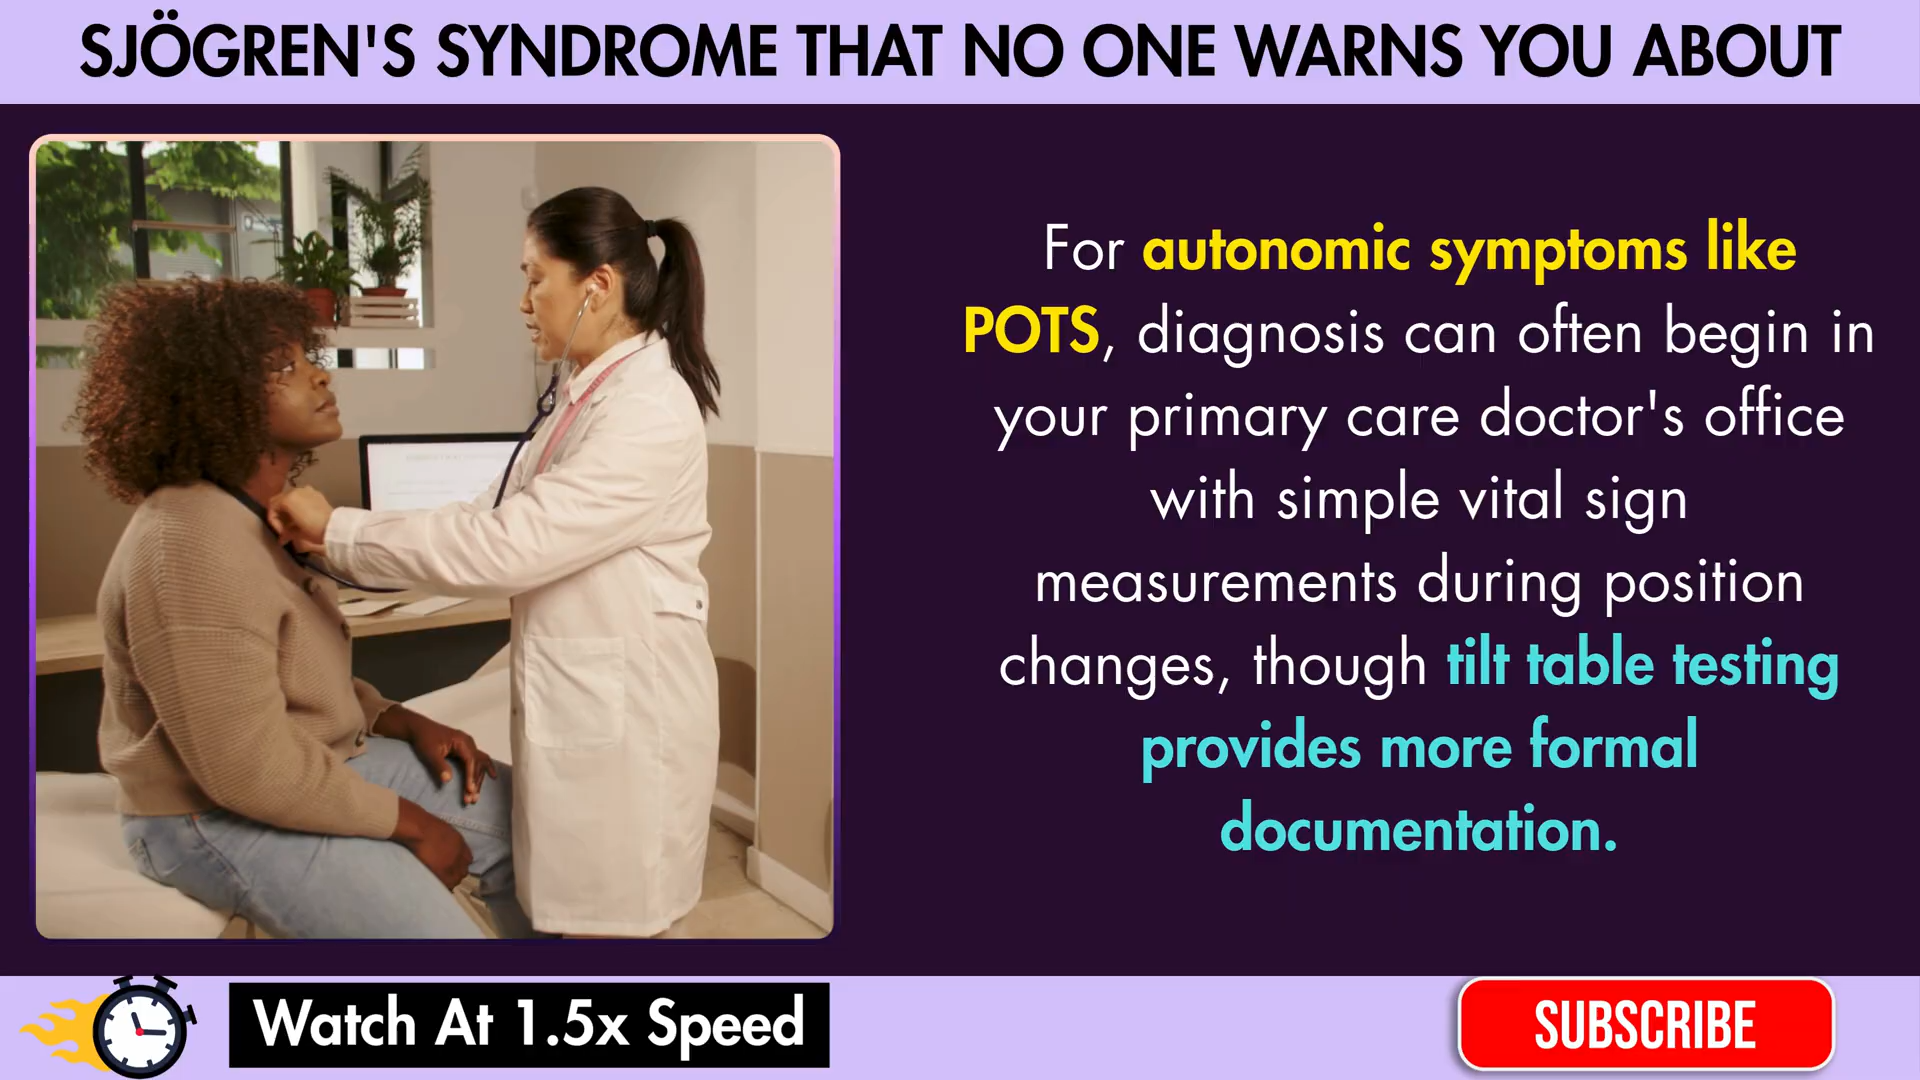 SJÖGREN'S SYNDROME THAT NO ONE WARNS YOU ABOUT
For autonomic symptoms like
POTS, diagnosis can often begin in
your primary care doctor's office
with simple vital sign
measurements during position
changes, though tilt table testing
provides more formal
documentation.
Watch At 1.5x Speed
SUBSCRIBE